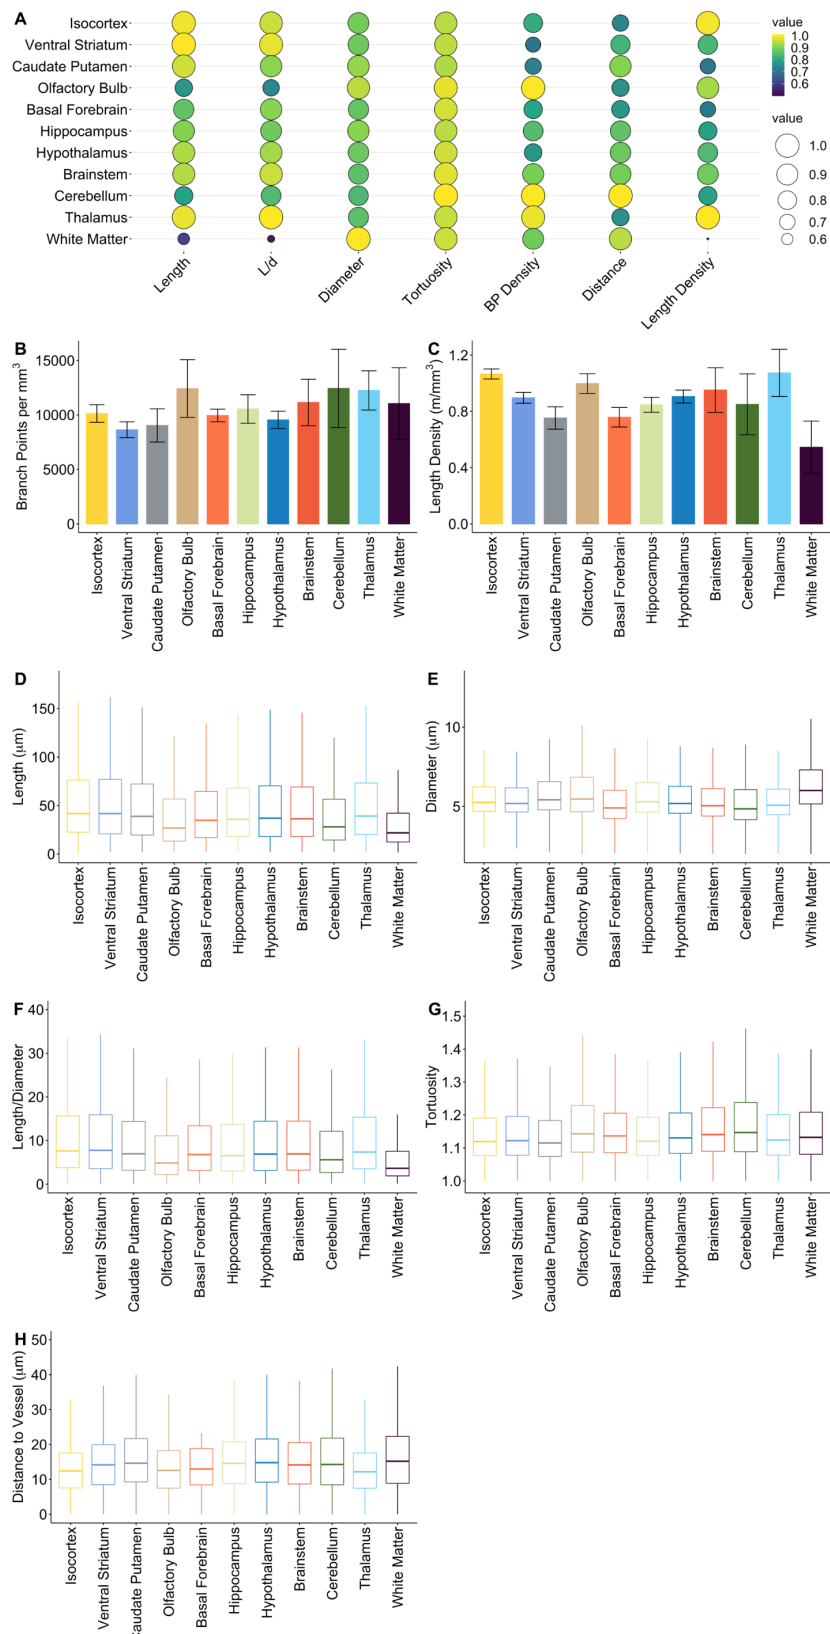 A
Isocortex
Ventral Striatum
Caudate Putamen
Olfactory Bulb
Basal Forebrain
Hippocampus
Hypothalamus
Brainstem
Cerebellum
Thalamus
White Matter
Length
L/d
Diameter
Tortuosity
BP Density
Distance
Length Density
value
1.0
0.9
0.8
0.7
0.6
value
1.0
0.9
0.8
0.7
0.6
B
Branch Points per mm³
15000
10000
5000
0
Isocortex
Ventral Striatum
Caudate Putamen
Olfactory Bulb
Basal Forebrain
Hippocampus
Hypothalamus
Brainstem
Cerebellum
Thalamus
White Matter
C
Length Density (m/mm³)
1.2
0.8
0.4
0.0
Isocortex
Ventral Striatum
Caudate Putamen
Olfactory Bulb
Basal Forebrain
Hippocampus
Hypothalamus
Brainstem
Cerebellum
Thalamus
White Matter
D
Length (μm)
150
100
50
0
Isocortex
Ventral Striatum
Caudate Putamen
Olfactory Bulb
Basal Forebrain
Hippocampus
Hypothalamus
Brainstem
Cerebellum
Thalamus
White Matter
E
Diameter (μm)
10
5
Isocortex
Ventral Striatum
Caudate Putamen
Olfactory Bulb
Basal Forebrain
Hippocampus
Hypothalamus
Brainstem
Cerebellum
Thalamus
White Matter
F
Length/Diameter
40
30
20
10
0
Isocortex
Ventral Striatum
Caudate Putamen
Olfactory Bulb
Basal Forebrain
Hippocampus
Hypothalamus
Brainstem
Cerebellum
Thalamus
White Matter
G
Tortuosity
1.5
1.4
1.3
1.2
1.1
1.0
Isocortex
Ventral Striatum
Caudate Putamen
Olfactory Bulb
Basal Forebrain
Hippocampus
Hypothalamus
Brainstem
Cerebellum
Thalamus
White Matter
H
Distance to Vessel (μm)
50
40
30
20
10
0
Isocortex
Ventral Striatum
Caudate Putamen
Olfactory Bulb
Basal Forebrain
Hippocampus
Hypothalamus
Brainstem
Cerebellum
Thalamus
White Matter